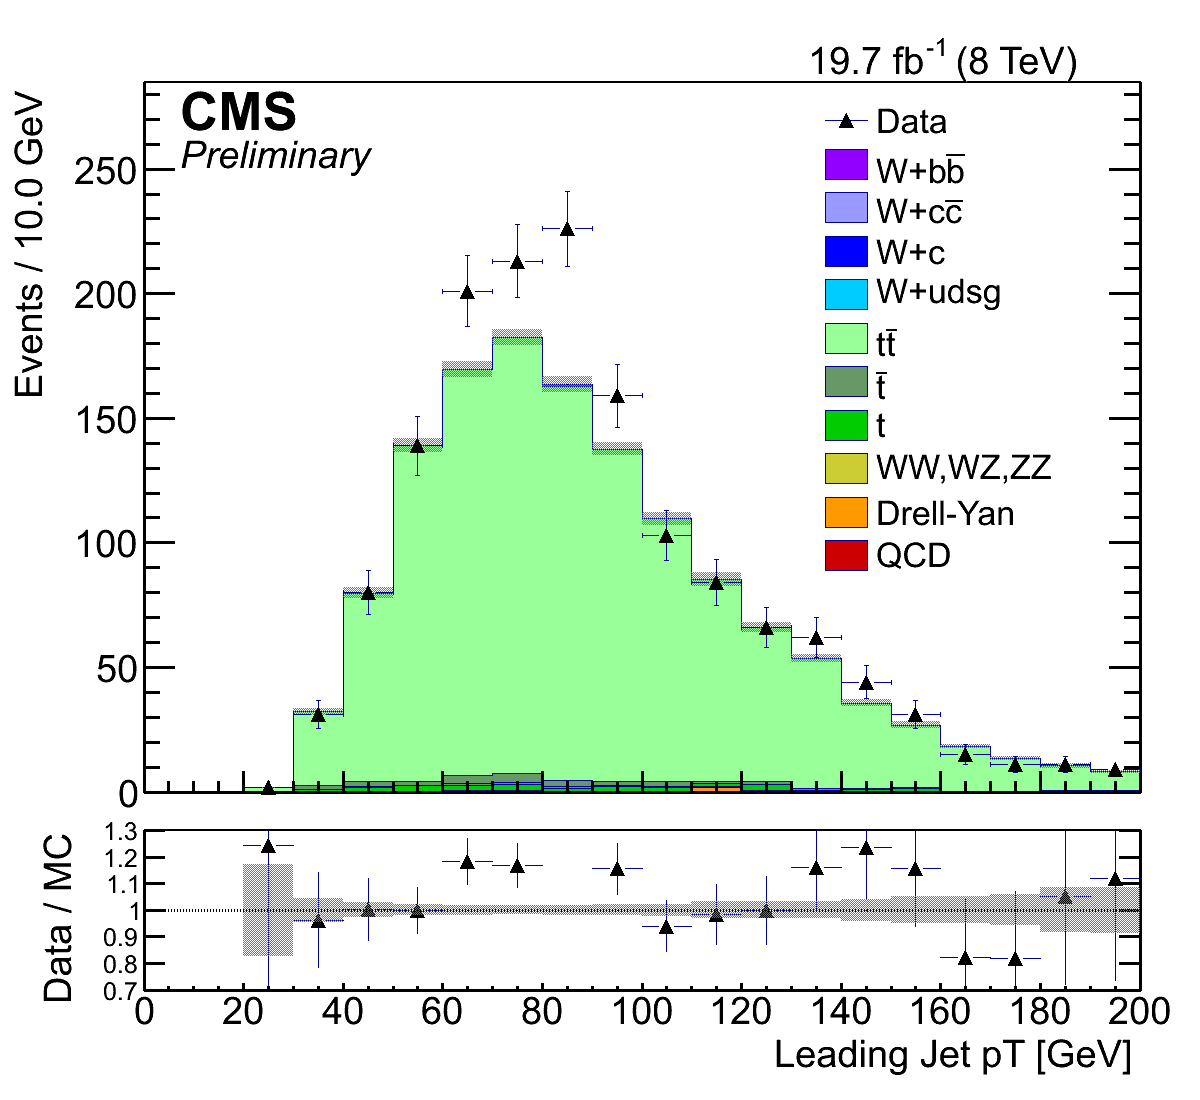 19.7 fb⁻¹ (8 TeV)
CMS
Preliminary
Events / 10.0 GeV
250
200
150
100
50
0
Data
W+bb̅
W+cc̅
W+c
W+udsg
tt̅
t̅
t
WW,WZ,ZZ
Drell-Yan
QCD
Data / MC
1.3
1.2
1.1
1
0.9
0.8
0.7
0 20 40 60 80 100 120 140 160 180 200
Leading Jet pT [GeV]